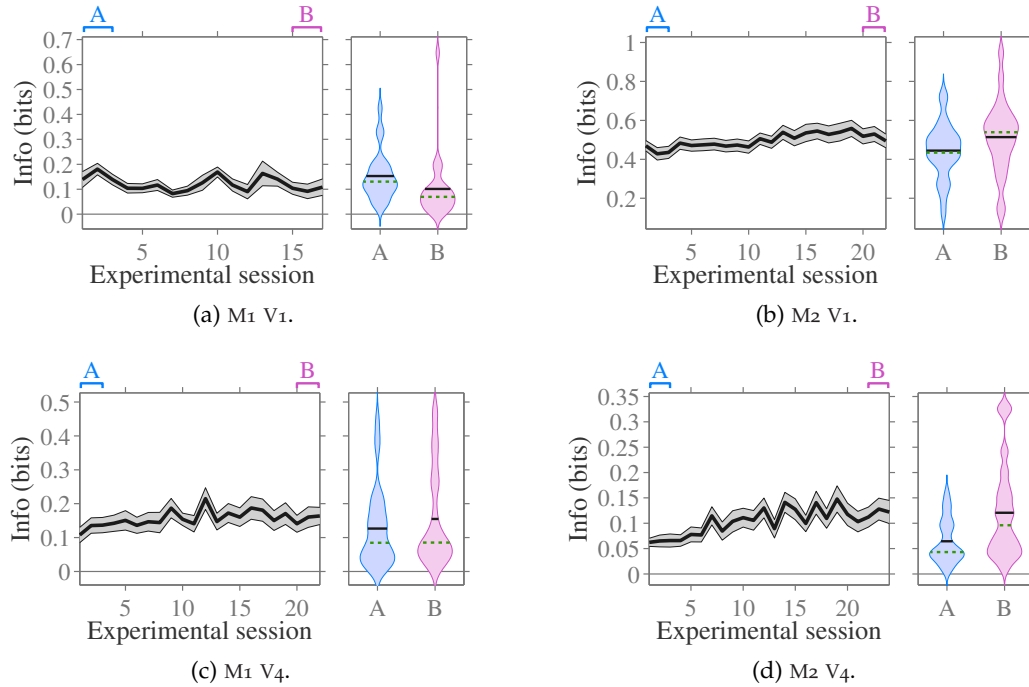 A B
0.7
0.6
0.5
0.4
0.3
0.2
0.1
0
Info (bits)
5 10 15
Experimental session
A B
(a) M1 V1.
A B
1
0.8
0.6
0.4
0.2
Info (bits)
5 10 15 20
Experimental session
A B
(b) M2 V1.
A B
0.5
0.4
0.3
0.2
0.1
0
Info (bits)
5 10 15 20
Experimental session
A B
(c) M1 V4.
A B
0.35
0.3
0.25
0.2
0.15
0.1
0.05
0
Info (bits)
5 10 15 20
Experimental session
A B
(d) M2 V4.